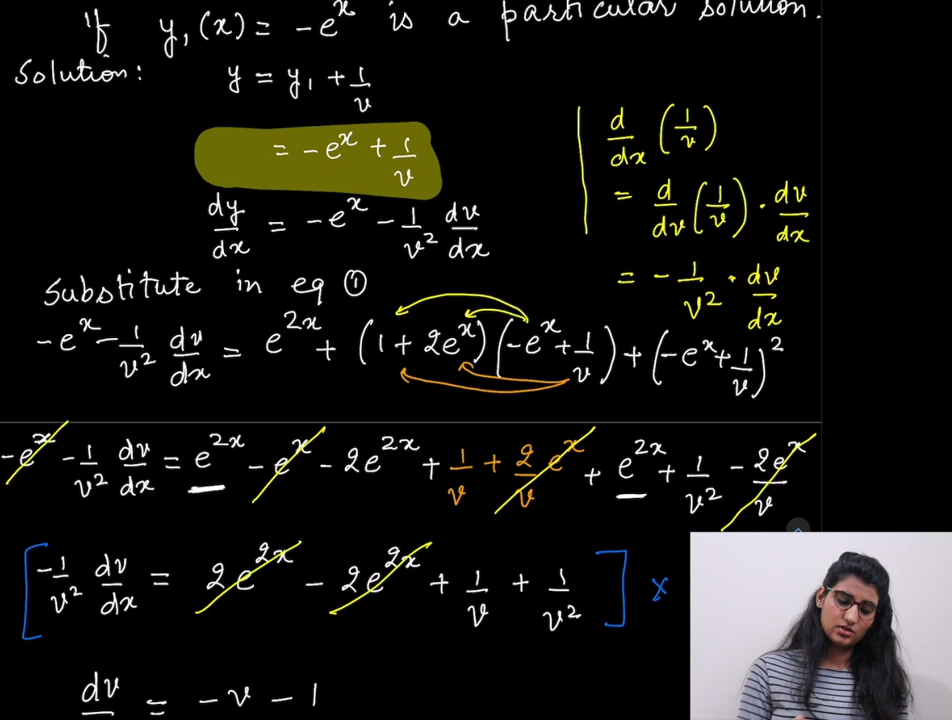 If y₁(x) = -eˣ is a particular solution.
Solution: y = y₁ + 1/v
= -eˣ + 1/v
dy/dx = -eˣ - 1/v² dv/dx
d/dx (1/v)
= d/dv (1/v) · dv/dx
= -1/v² · dv/dx
Substitute in eq ①
-eˣ - 1/v² dv/dx = e²ˣ + (1 + 2eˣ)(-eˣ + 1/v) + (-eˣ + 1/v)²
-eˣ - 1/v² dv/dx = e²ˣ - eˣ - 2e²ˣ + 1/v + 2/v eˣ + e²ˣ + 1/v² - 2eˣ/v
[-1/v² dv/dx = 2e²ˣ - 2e²ˣ + 1/v + 1/v²] ×
dv = -v - 1